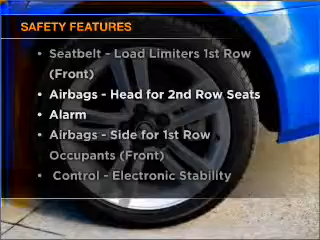 SAFETY FEATURES
• Seatbelt - Load Limiters 1st Row
(Front)
• Airbags - Head for 2nd Row Seats
• Alarm
• Airbags - Side for 1st Row
Occupants (Front)
• Control - Electronic Stability